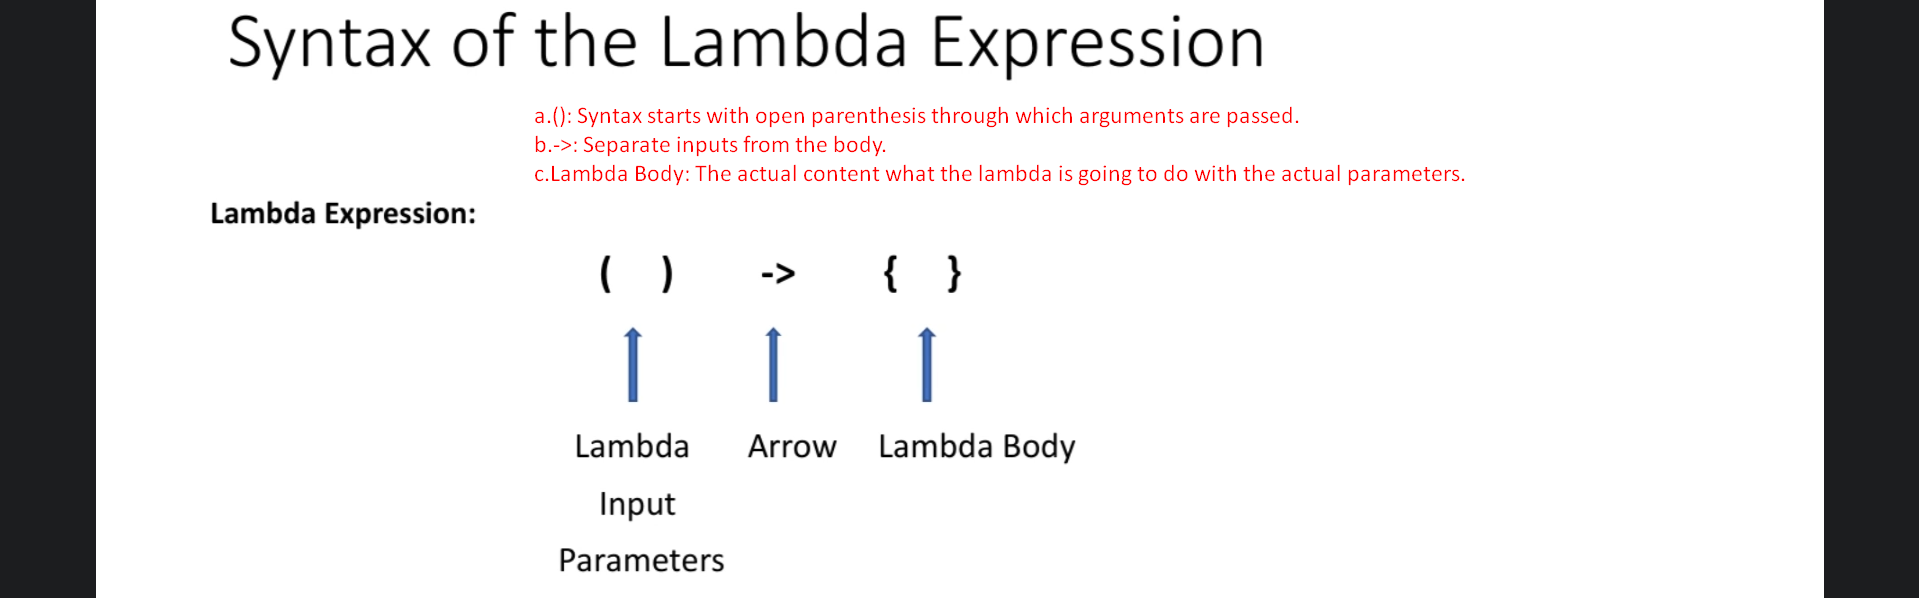 Syntax of the Lambda Expression
a.(): Syntax starts with open parenthesis through which arguments are passed.
b.->: Separate inputs from the body.
c.Lambda Body: The actual content what the lambda is going to do with the actual parameters.
Lambda Expression:
( ) -> { }
Lambda Arrow Lambda Body
Input
Parameters